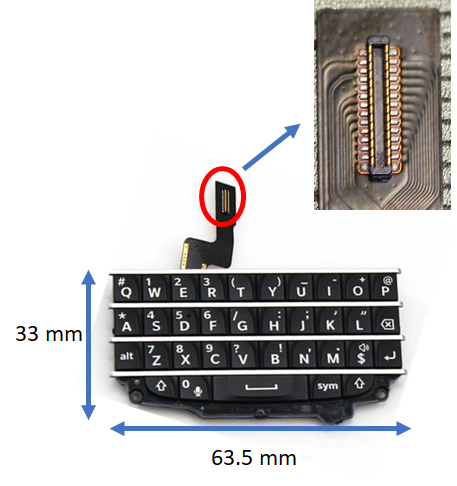 # 1 2 3 ( ) _ - + @
Q W E R T Y U I O P
* 4 5 6 / : ; ' "
A S D F G H J K L
33 mm
7 8 9 ? ! , .
alt Z X C V B N M $
0 sym
63.5 mm